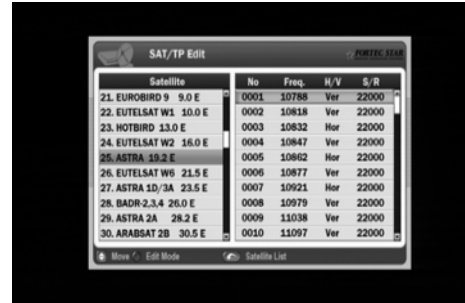 SAT/TP Edit
FORTEC STAR
Satellite No Freq. H/V S/R
21. EUROBIRD 9 9.0 E 0001 10788 Ver 22000
22. EUTELSAT W1 10.0 E 0002 10818 Ver 22000
23. HOTBIRD 13.0 E 0003 10832 Hor 22000
24. EUTELSAT W2 16.0 E 0004 10847 Ver 22000
25. ASTRA 19.2 E 0005 10862 Hor 22000
26. EUTELSAT W6 21.5 E 0006 10877 Ver 22000
27. ASTRA 1D/3A 23.5 E 0007 10921 Hor 22000
28. BADR-2,3,4 26.0 E 0008 10979 Ver 22000
29. ASTRA 2A 28.2 E 0009 11038 Ver 22000
30. ARABSAT 2B 30.5 E 0010 11097 Ver 22000
Move Edit Mode Satellite List